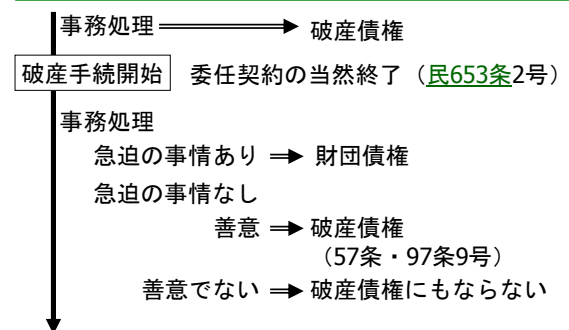 事務処理 破産債権
破産手続開始 委任契約の当然終了（民653条2号）
事務処理
急迫の事情あり 財団債権
急迫の事情なし
善意 破産債権
（57条・97条9号）
善意でない 破産債権にもならない